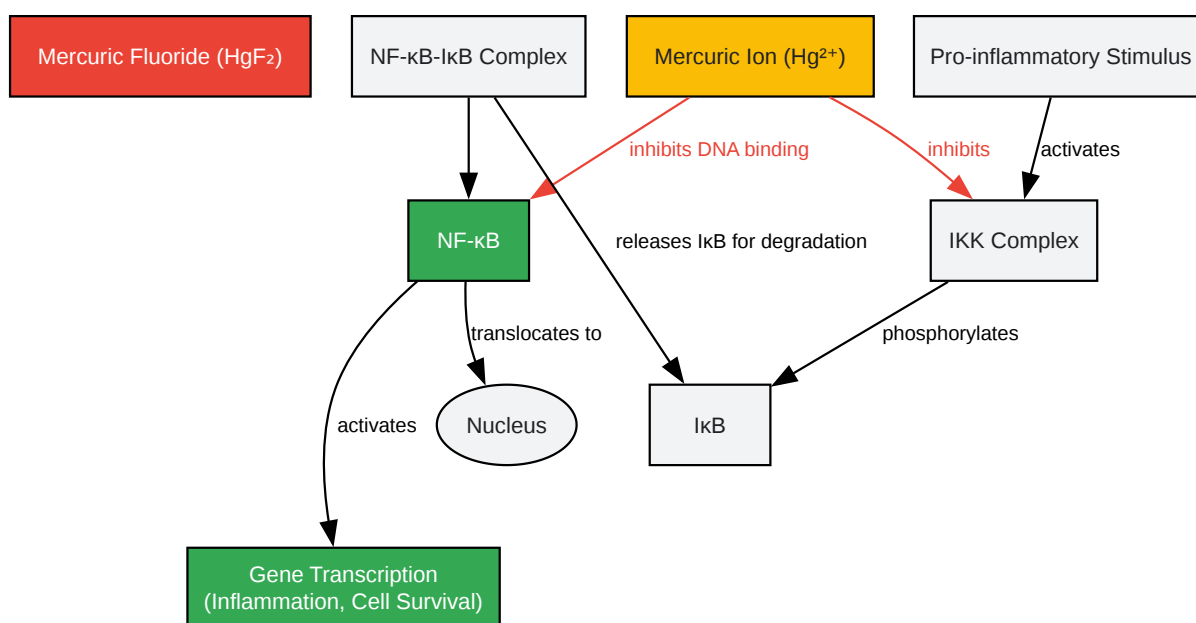 Mercuric Fluoride (HgF₂)
NF-κB-IκB Complex
Mercuric Ion (Hg²⁺)
Pro-inflammatory Stimulus
inhibits DNA binding
inhibits
activates
NF-κB
releases IκB for degradation
IKK Complex
translocates to
phosphorylates
activates
Nucleus
IκB
Gene Transcription
(Inflammation, Cell Survival)